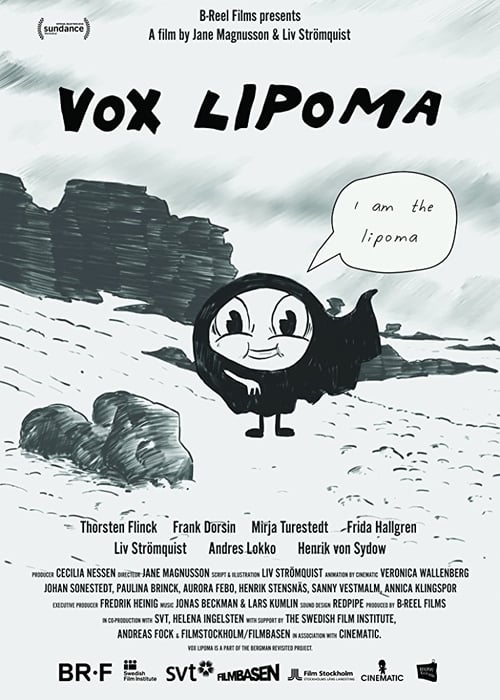 B-Reel Films presents
sundance
A film by Jane Magnusson & Liv Strömquist
VOX LIPOMA
I am the
lipoma
Thorsten Flinck Frank Dorsin Mirja Turestedt Frida Hallgren
Liv Strömquist Andres Lokko Henrik von Sydow
PRODUCER CECILIA NESSEN DIRECTOR JANE MAGNUSSON SCRIPT & ILLUSTRATION LIV STRÖMQUIST ANIMATION BY CINEMATIC VERONICA WALLENBERG
JOHAN SONESTEDT, PAULINA BRINCK, AURORA FEBO, HENRIK STENSNÄS, SANNY VESTMALM, ANNICA KLINGSPOR
EXECUTIVE PRODUCER FREDRIK HEINIG MUSIC JONAS BECKMAN & LARS KUMLIN SOUND DESIGN REDPIPE PRODUCED BY B-REEL FILMS
IN CO-PRODUCTION WITH SVT, HELENA INGELSTEN WITH SUPPORT BY THE SWEDISH FILM INSTITUTE,
ANDREAS FOCK & FILMSTOCKHOLM/FILMBASEN IN ASSOCIATION WITH CINEMATIC.
VOX LIPOMA IS A PART OF THE BERGMAN REVISITED PROJECT.
BR·F Swedish Film Institute svt FILMBASEN Film Stockholm STOCKHOLMS LÄNS LANDSTING CINEMATIC